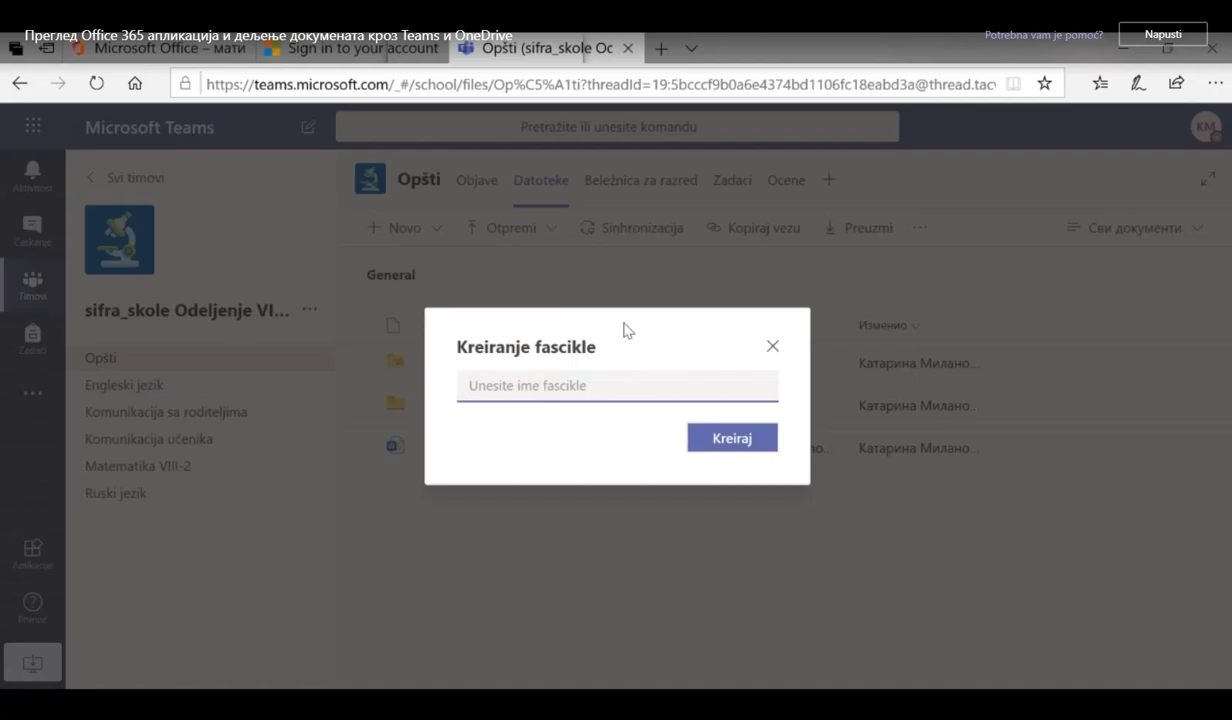 Преглед Office 365 апликација и дељење докумената кроз Teams и OneDrive
Potrebna vam je pomoć?
Napusti
Microsoft Office – мати
Sign in to your account
Opšti (sifra_skole Oc
https://teams.microsoft.com/_#/school/files/Op%C5%A1ti?threadId=19:5bcccf9b0a6e4374bd1106fc18eabd3a@thread.tac
Microsoft Teams
Pretražite ili unesite komandu
KM
Aktivnost
Ćaskanje
Timovi
Zadaci
Aplikacije
Pomoć
Svi timovi
sifra_skole Odeljenje VI...
Opšti
Engleski jezik
Komunikacija sa roditeljima
Komunikacija učenika
Matematika VIII-2
Ruski jezik
Opšti
Objave
Datoteke
Beležnica za razred
Zadaci
Ocene
Novo
Otpremi
Sinhronizacija
Kopiraj vezu
Preuzmi
Сви документи
General
Изменио
Катарина Милано...
Катарина Милано...
по...
Катарина Милано...
Kreiranje fascikle
Unesite ime fascikle
Kreiraj